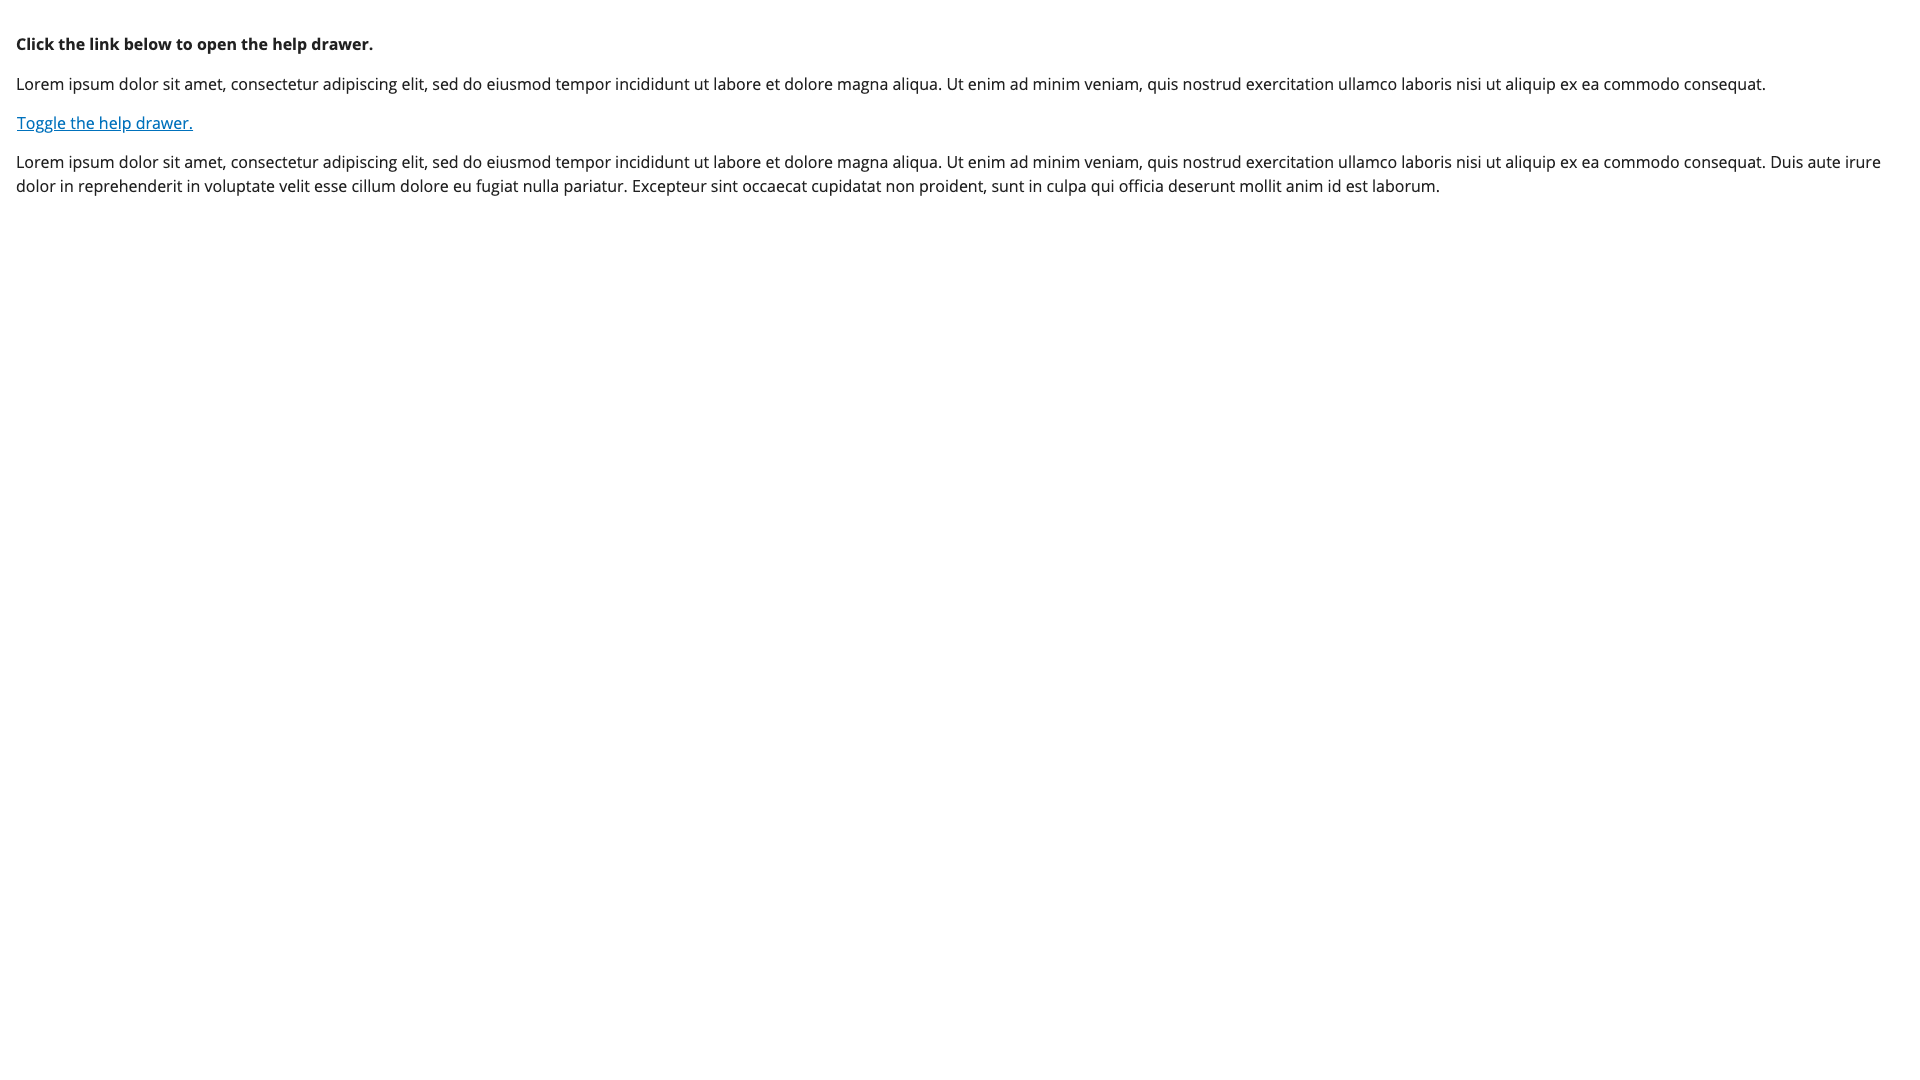 Click the link below to open the help drawer.
Lorem ipsum dolor sit amet, consectetur adipiscing elit, sed do eiusmod tempor incididunt ut labore et dolore magna aliqua. Ut enim ad minim veniam, quis nostrud exercitation ullamco laboris nisi ut aliquip ex ea commodo consequat.
Toggle the help drawer.
Lorem ipsum dolor sit amet, consectetur adipiscing elit, sed do eiusmod tempor incididunt ut labore et dolore magna aliqua. Ut enim ad minim veniam, quis nostrud exercitation ullamco laboris nisi ut aliquip ex ea commodo consequat. Duis aute irure
dolor in reprehenderit in voluptate velit esse cillum dolore eu fugiat nulla pariatur. Excepteur sint occaecat cupidatat non proident, sunt in culpa qui officia deserunt mollit anim id est laborum.